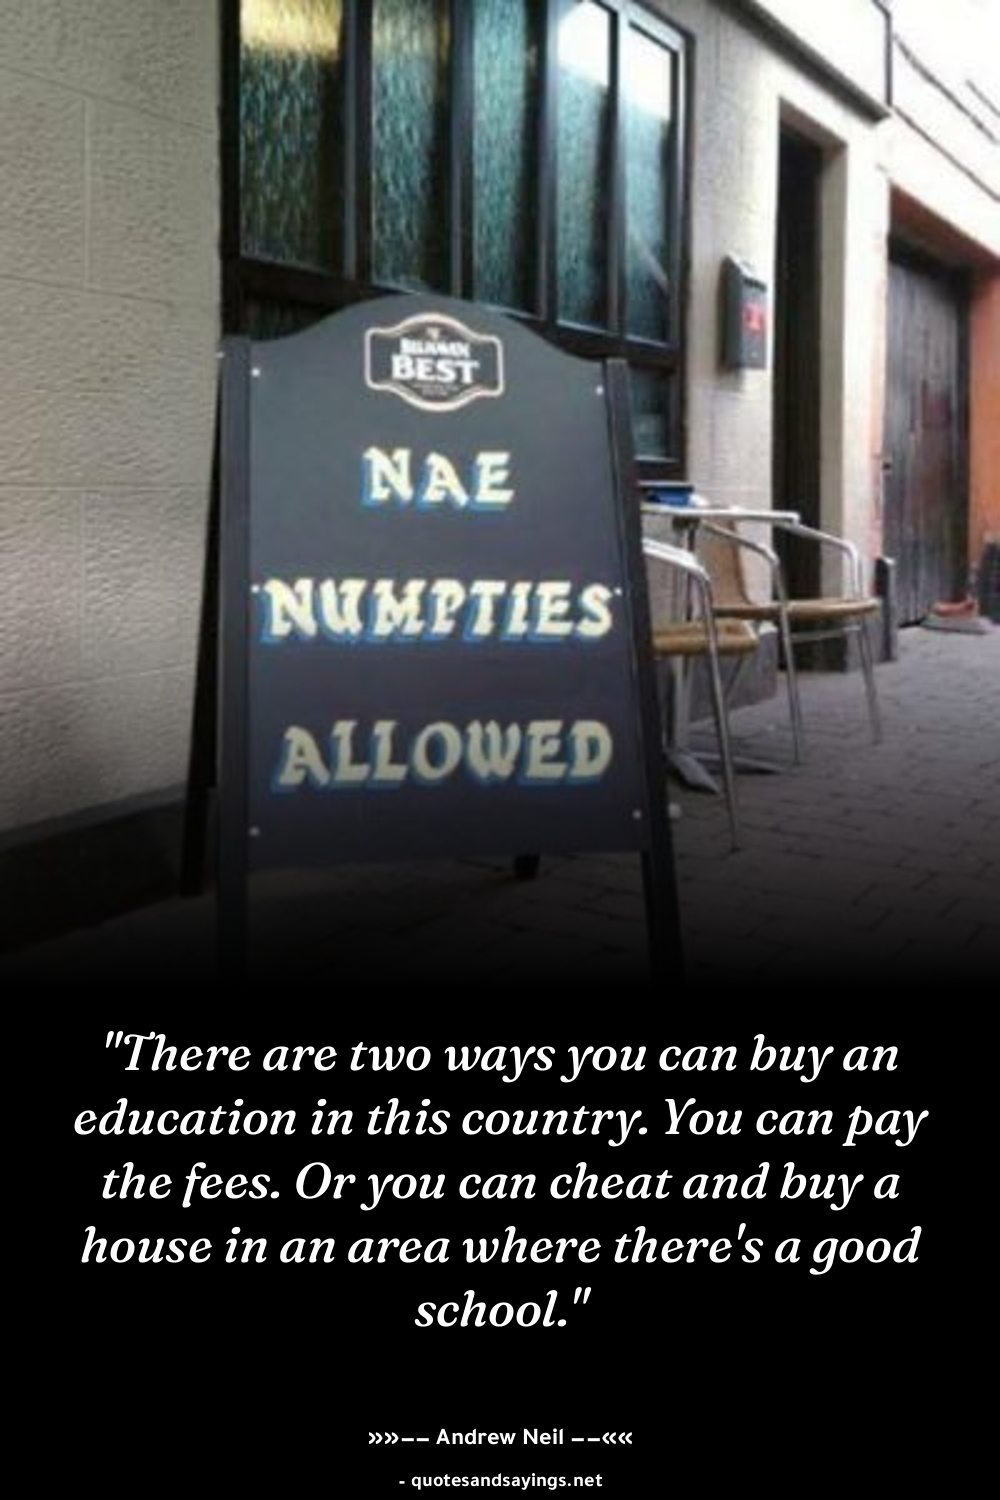 BEST
NAE
NUMPTIES
ALLOWED
"There are two ways you can buy an
education in this country. You can pay
the fees. Or you can cheat and buy a
house in an area where there's a good
school."
»»–– Andrew Neil ––««
- quotesandsayings.net